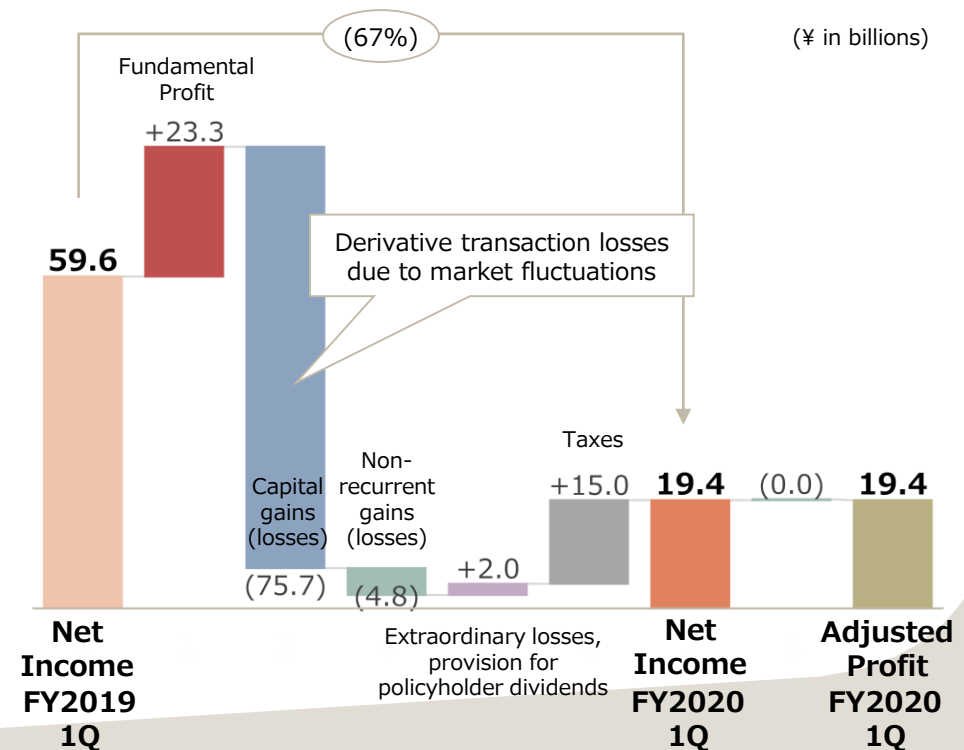 (67%)
(¥ in billions)
Fundamental
Profit
+23.3
59.6
Derivative transaction losses
due to market fluctuations
Capital
gains
(losses)
(75.7)
Non-
recurrent
gains
(losses)
(4.8)
+2.0
Taxes
+15.0
19.4
(0.0)
19.4
Net
Income
FY2019
1Q
Extraordinary losses,
provision for
policyholder dividends
Net
Income
FY2020
1Q
Adjusted
Profit
FY2020
1Q